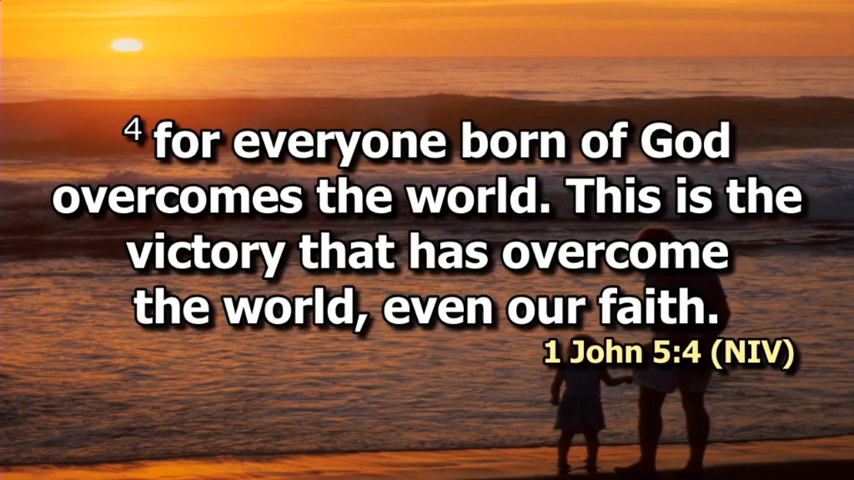 4 for everyone born of God
overcomes the world. This is the
victory that has overcome
the world, even our faith.
1 John 5:4 (NIV)